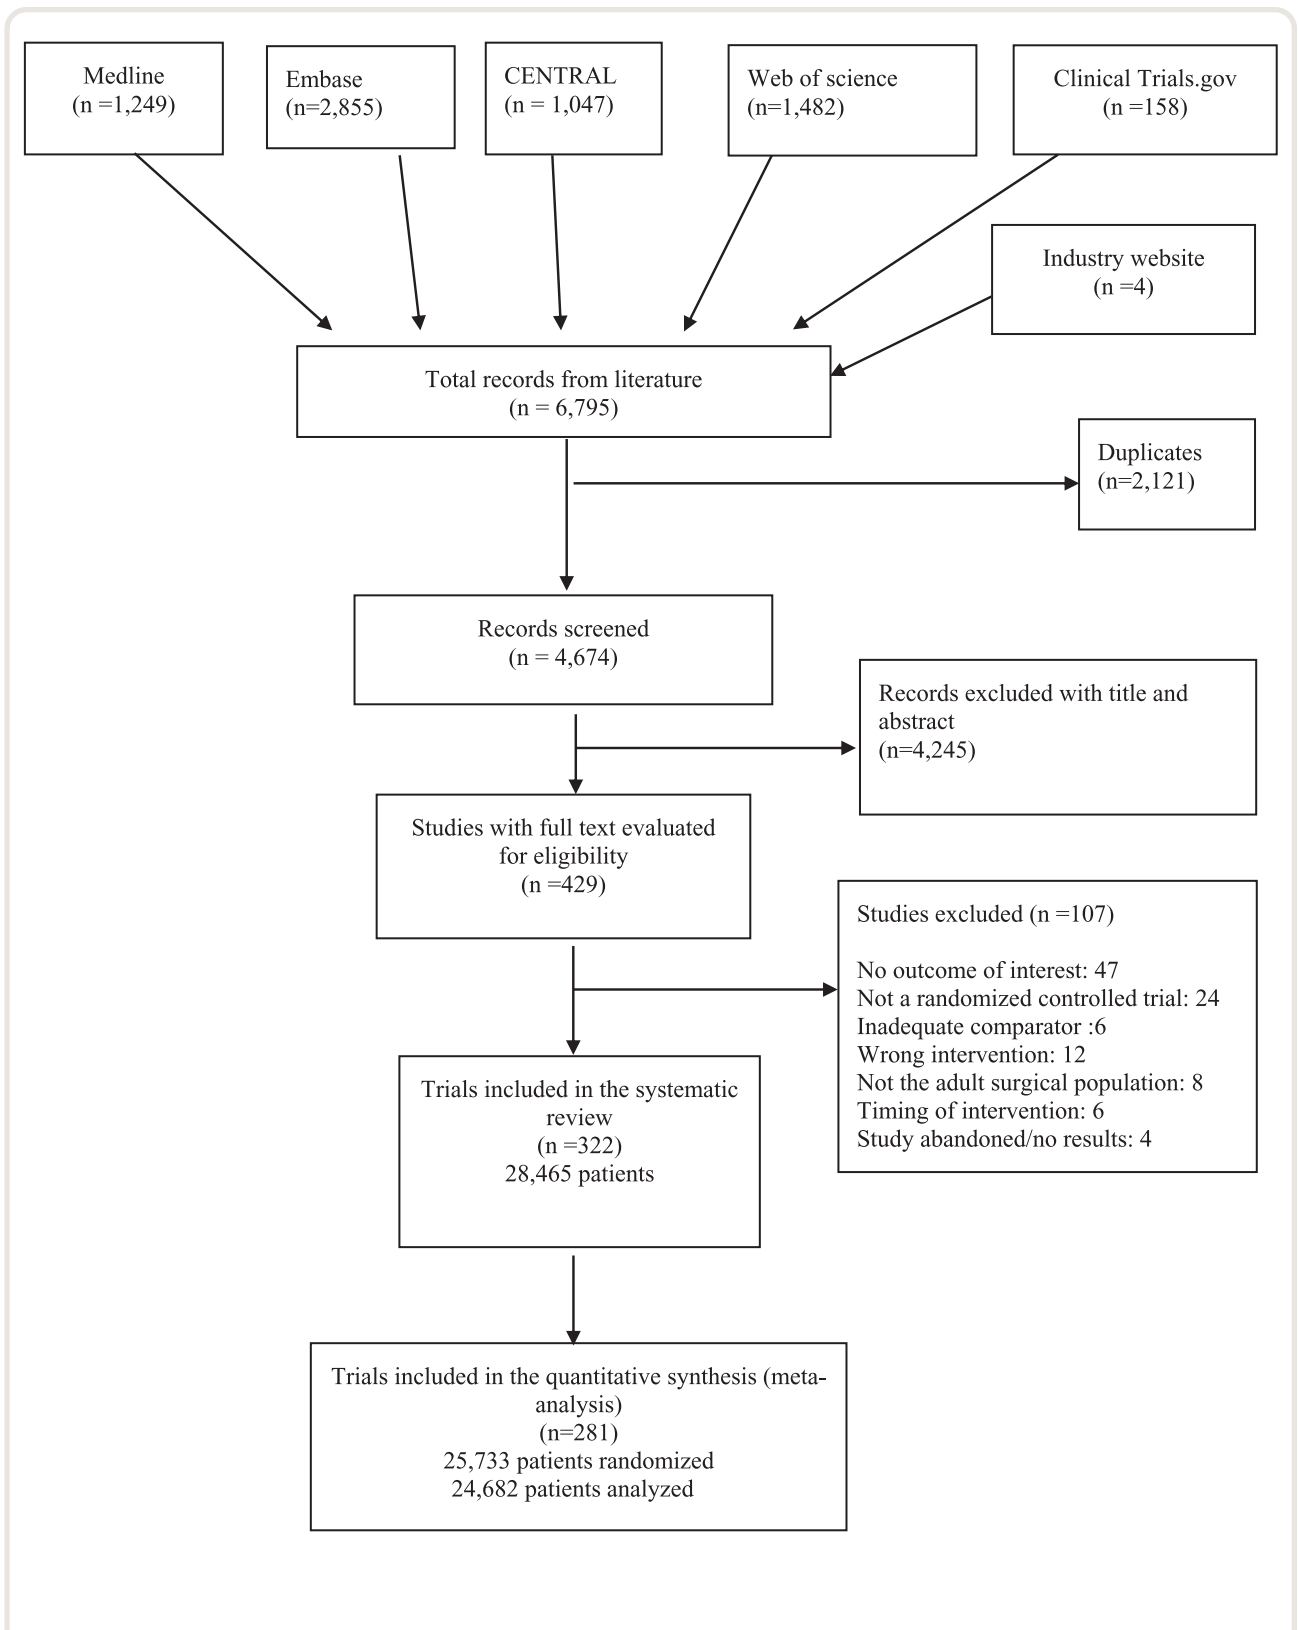 Medline
(n =1,249)
Embase
(n=2,855)
CENTRAL
(n = 1,047)
Web of science
(n=1,482)
Clinical Trials.gov
(n =158)
Industry website
(n =4)
Total records from literature
(n = 6,795)
Duplicates
(n=2,121)
Records screened
(n = 4,674)
Records excluded with title and
abstract
(n=4,245)
Studies with full text evaluated
for eligibility
(n =429)
Studies excluded (n =107)
No outcome of interest: 47
Not a randomized controlled trial: 24
Inadequate comparator :6
Wrong intervention: 12
Not the adult surgical population: 8
Timing of intervention: 6
Study abandoned/no results: 4
Trials included in the systematic
review
(n =322)
28,465 patients
Trials included in the quantitative synthesis (meta-
analysis)
(n=281)
25,733 patients randomized
24,682 patients analyzed